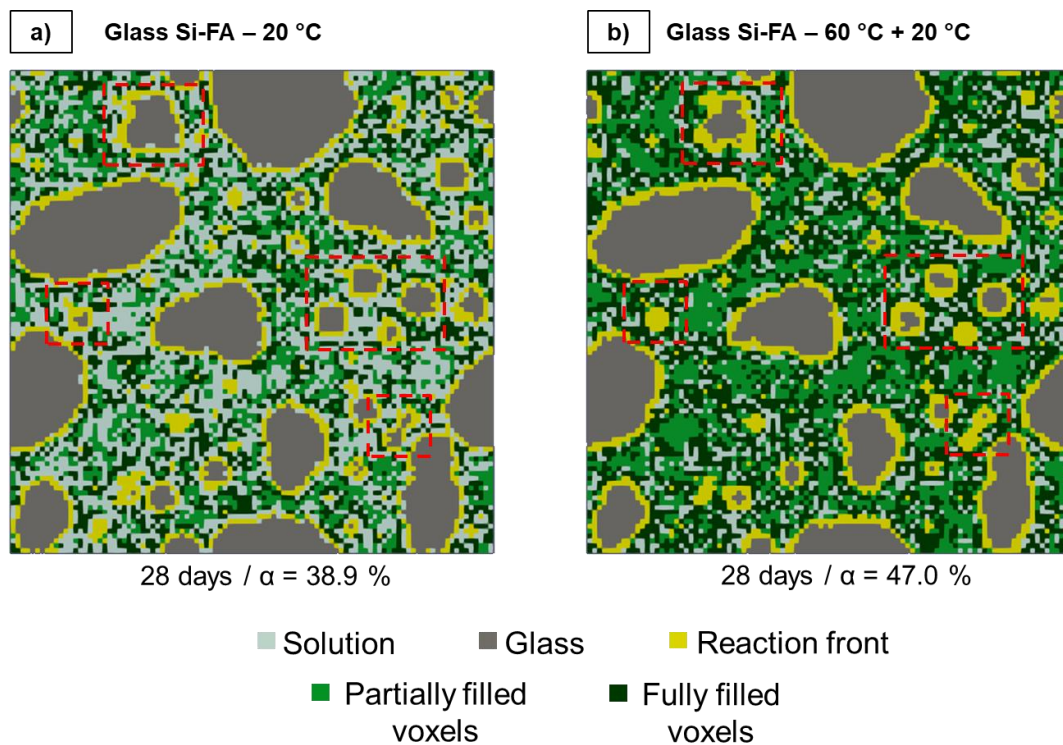 a) Glass Si-FA – 20 °C
b) Glass Si-FA – 60 °C + 20 °C
28 days / α = 38.9 %
28 days / α = 47.0 %
Solution
Glass
Reaction front
Partially filled
voxels
Fully filled
voxels